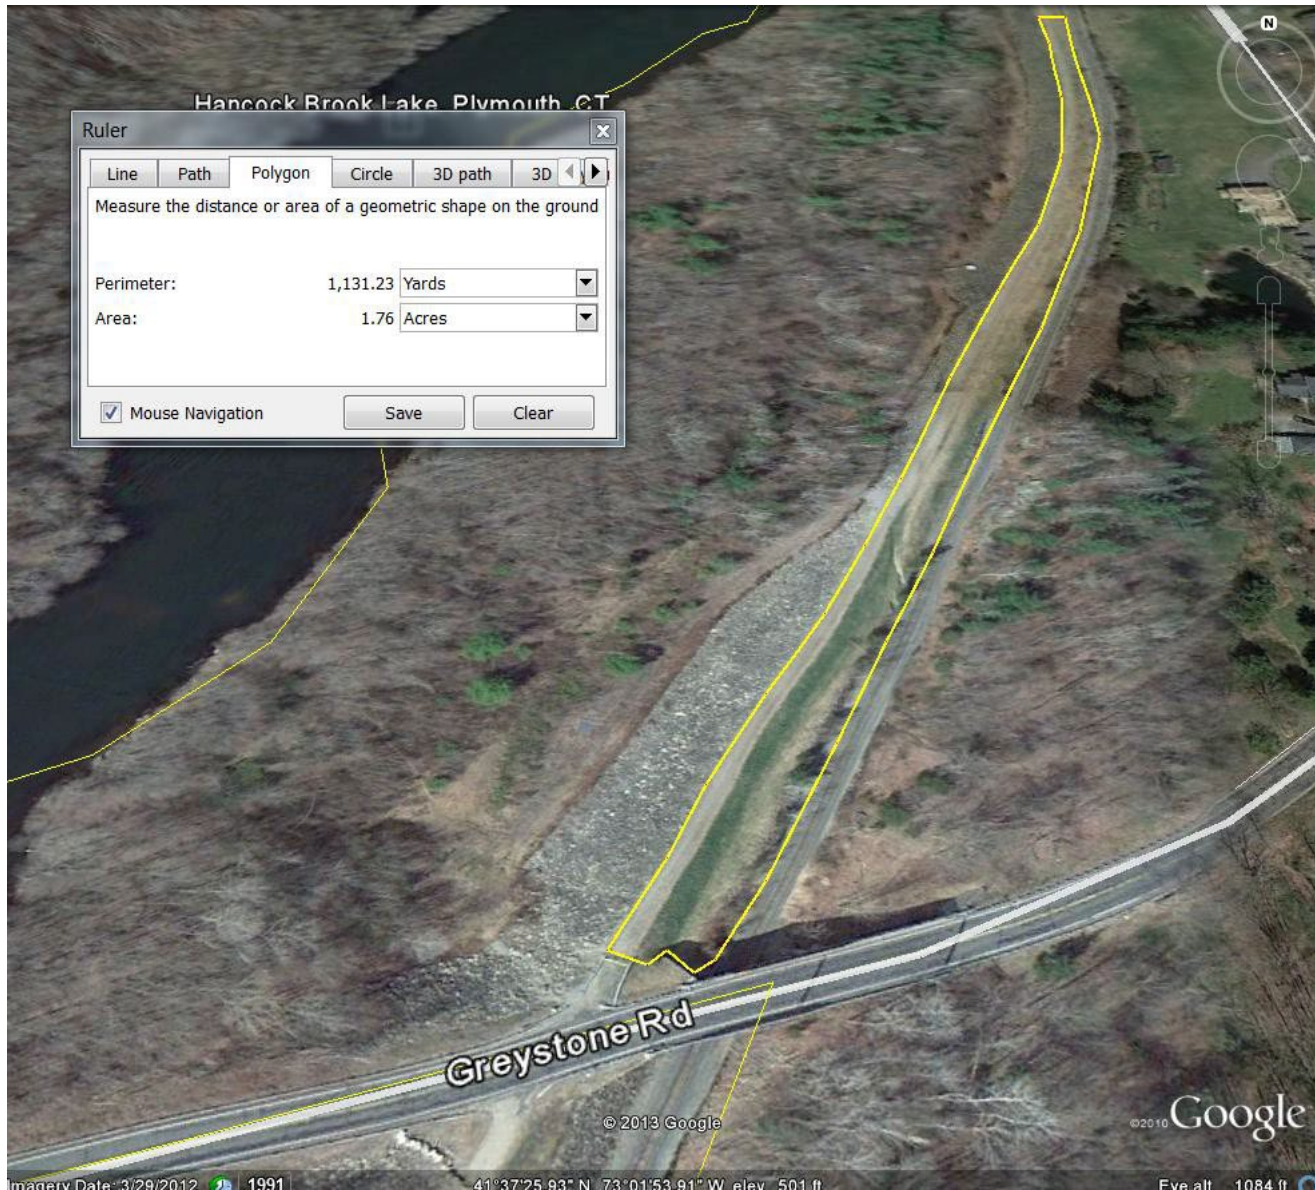 N
Hancock Brook Lake, Plymouth, CT
Ruler
Line Path Polygon Circle 3D path 3D
Measure the distance or area of a geometric shape on the ground
Perimeter: 1,131.23 Yards
Area: 1.76 Acres
Mouse Navigation Save Clear
Greystone Rd
© 2013 Google
©2010 Google
Imagery Date: 3/29/2012 1991 41°37'25.93" N 73°01'53.91" W elev 501 ft Eye alt 1084 ft